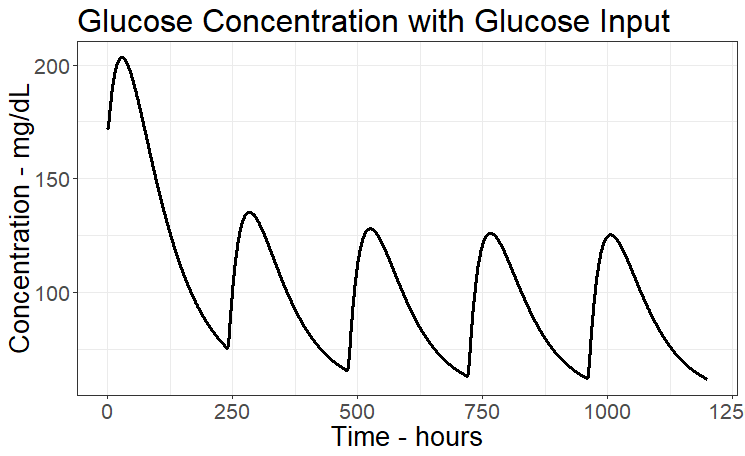 Glucose Concentration with Glucose Input
Concentration - mg/dL
200
150
100
0 250 500 750 1000 125
Time - hours